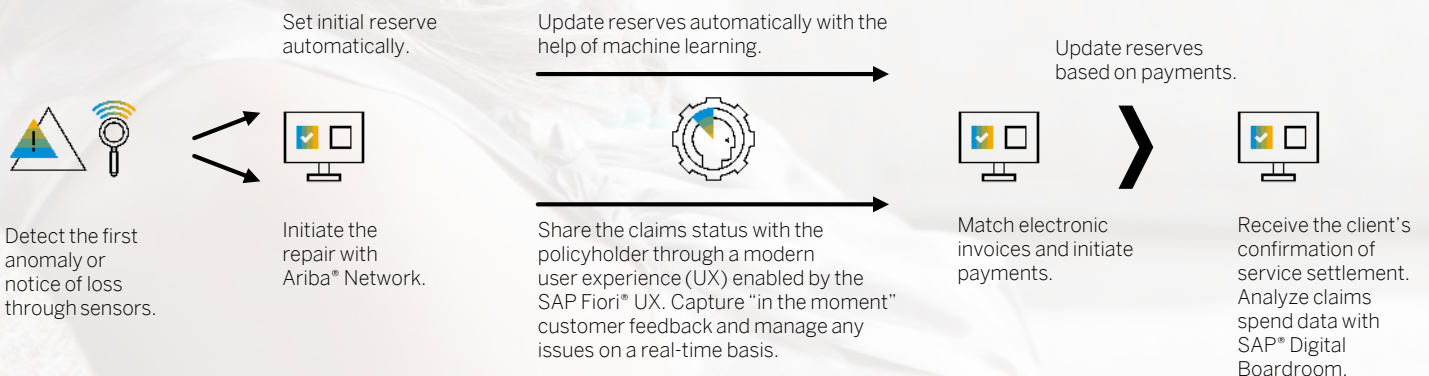 Set initial reserve
automatically.
Update reserves automatically with the
help of machine learning.
Update reserves
based on payments.
Detect the first
anomaly or
notice of loss
through sensors.
Initiate the
repair with
Ariba® Network.
Share the claims status with the
policyholder through a modern
user experience (UX) enabled by the
SAP Fiori® UX. Capture “in the moment”
customer feedback and manage any
issues on a real-time basis.
Match electronic
invoices and initiate
payments.
Receive the client’s
confirmation of
service settlement.
Analyze claims
spend data with
SAP® Digital
Boardroom.